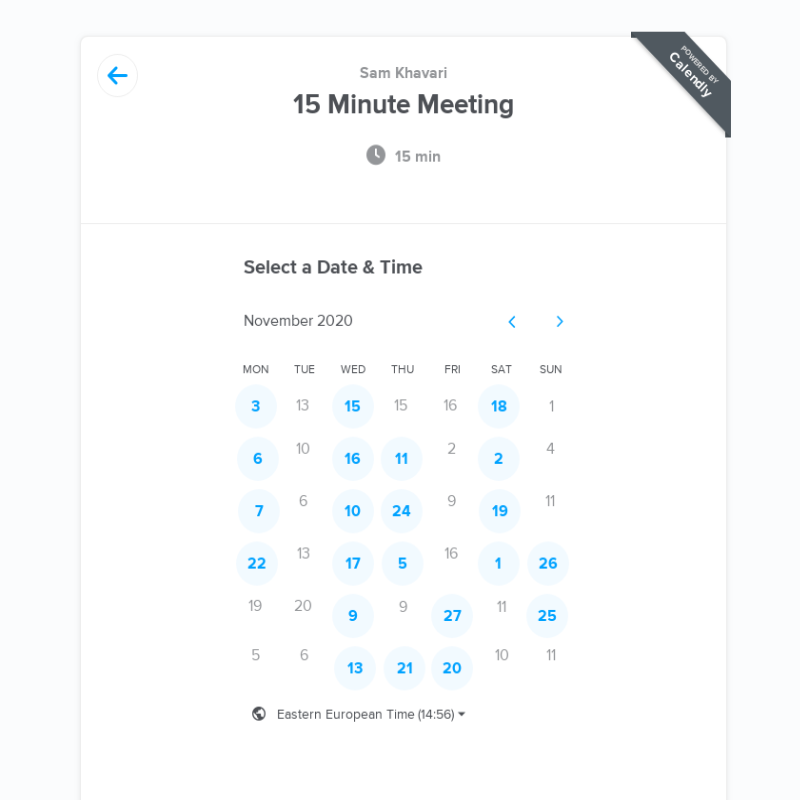 Sam Khavari
15 Minute Meeting
15 min
POWERED BY
Calendly
Select a Date & Time
November 2020
MON TUE WED THU FRI SAT SUN
3 13 15 15 16 18 1
6 10 16 11 2 2 4
7 6 10 24 9 19 11
22 13 17 5 16 1 26
19 20 9 9 27 11 25
5 6 13 21 20 10 11
Eastern European Time (14:56)